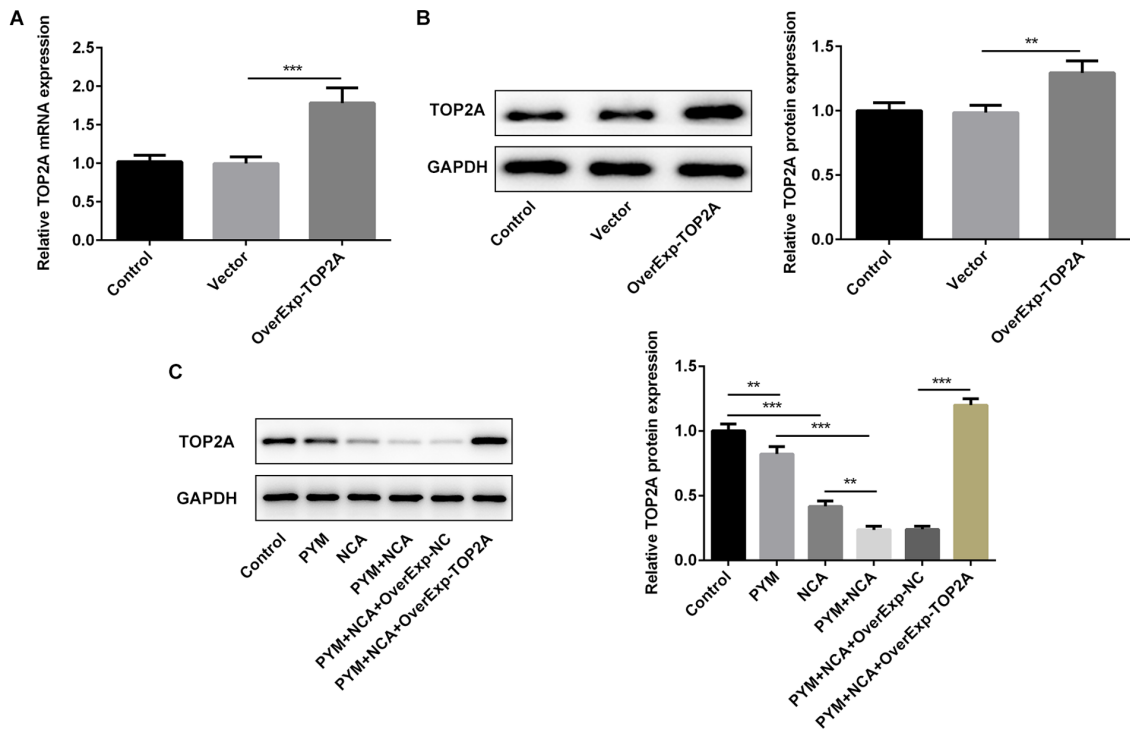 A
Relative TOP2A mRNA expression
2.5
2.0
1.5
1.0
0.5
0.0
***
Control
Vector
OverExp-TOP2A
B
TOP2A
GAPDH
Control
Vector
OverExp-TOP2A
Relative TOP2A protein expression
1.5
1.0
0.5
0.0
**
Control
Vector
OverExp-TOP2A
C
TOP2A
GAPDH
Control
PYM
NCA
PYM+NCA
PYM+NCA+OverExp-NC
PYM+NCA+OverExp-TOP2A
Relative TOP2A protein expression
1.5
1.0
0.5
0.0
**
***
***
**
***
Control
PYM
NCA
PYM+NCA
PYM+NCA+OverExp-NC
PYM+NCA+OverExp-TOP2A